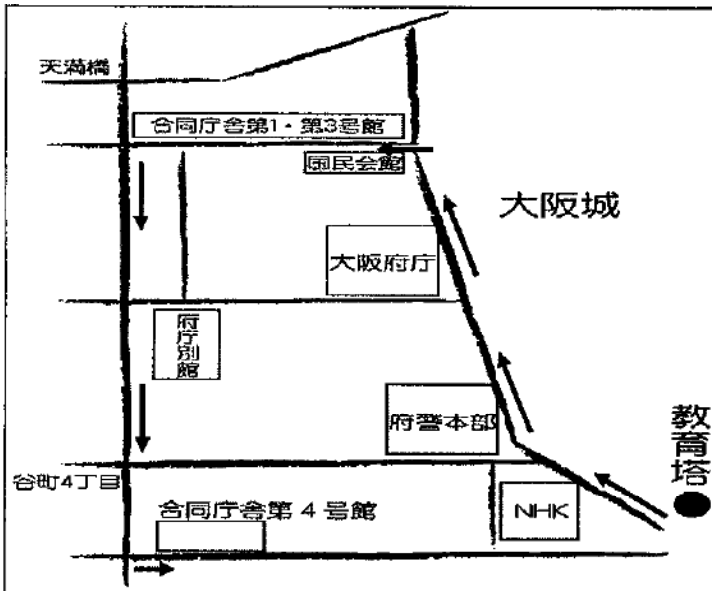 天満橋
合同庁舎第1・第3号館
国民会館
大阪城
大阪府庁
府庁別館
府警本部
教育塔
谷町4丁目
合同庁舎第4号館
NHK